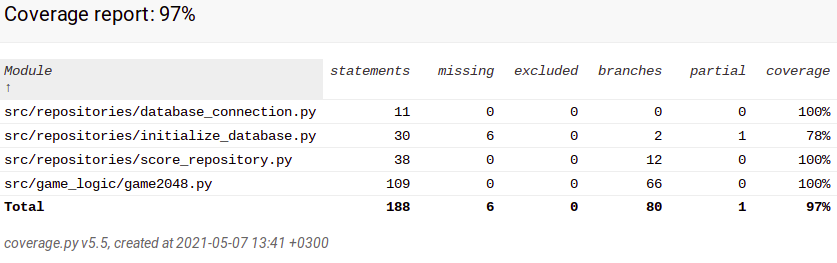 Coverage report: 97%
Module statements missing excluded branches partial coverage
↑
src/repositories/database_connection.py 11 0 0 0 0 100%
src/repositories/initialize_database.py 30 6 0 2 1 78%
src/repositories/score_repository.py 38 0 0 12 0 100%
src/game_logic/game2048.py 109 0 0 66 0 100%
Total 188 6 0 80 1 97%
coverage.py v5.5, created at 2021-05-07 13:41 +0300